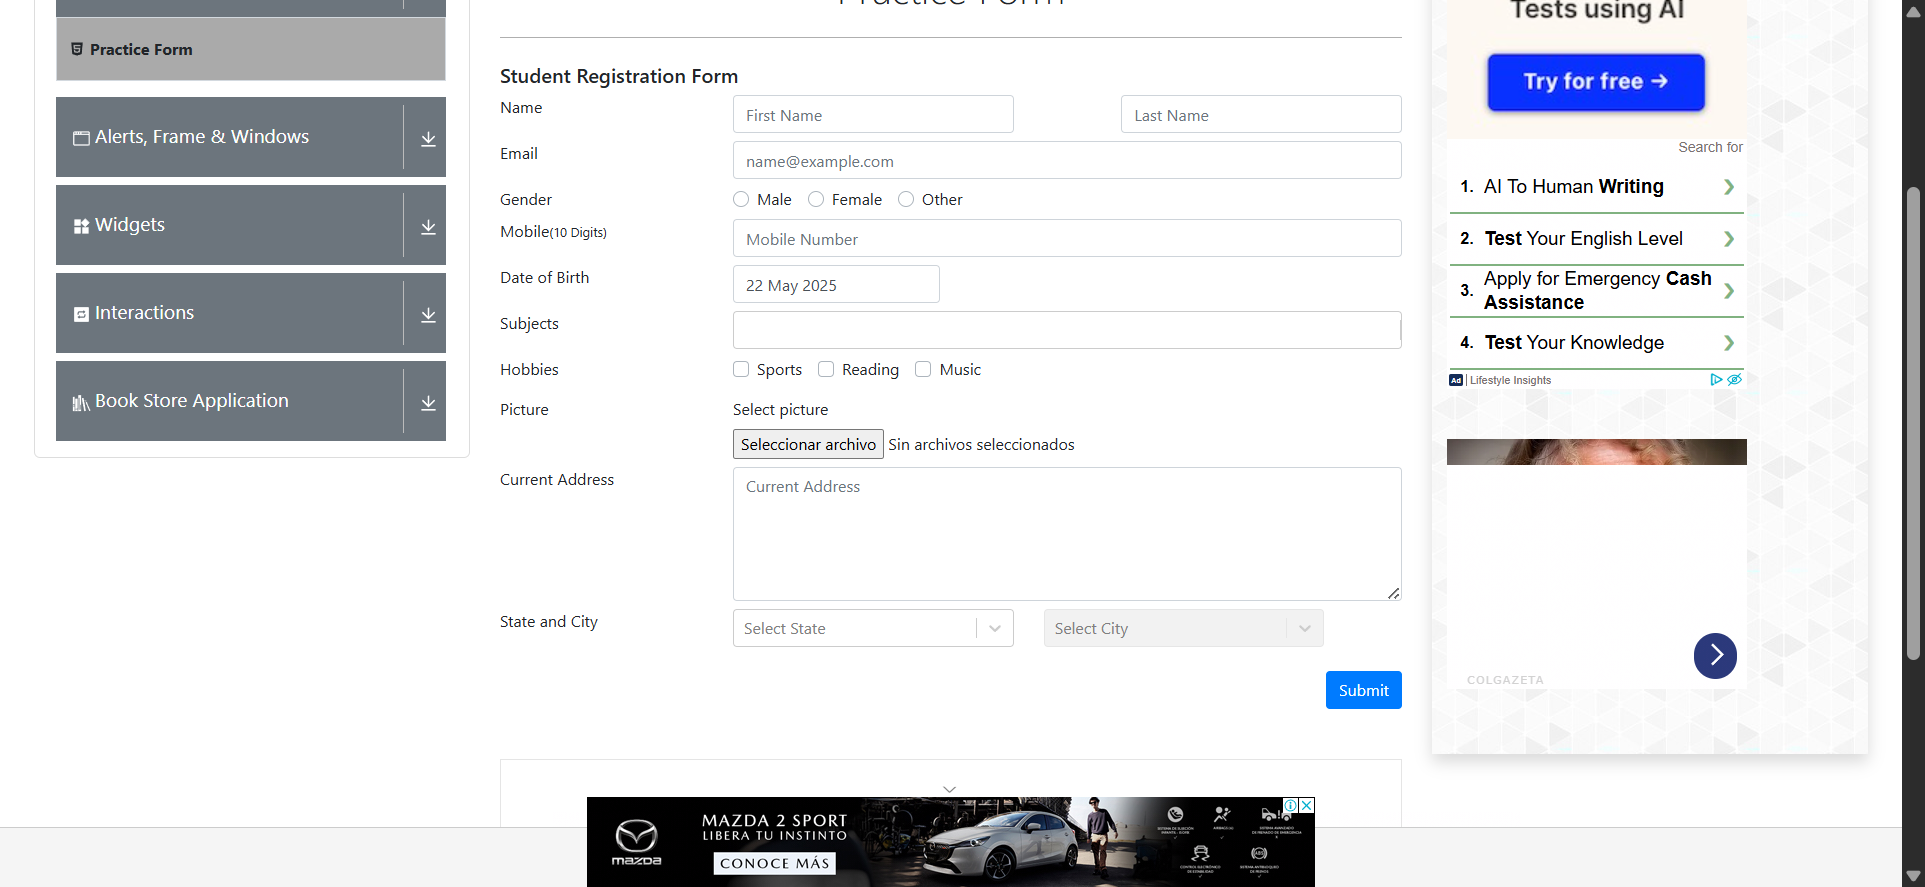 Practice Form
Practice Form
Alerts, Frame & Windows
Widgets
Interactions
Book Store Application
Student Registration Form
Name
First Name
Last Name
Email
name@example.com
Gender
Male
Female
Other
Mobile(10 Digits)
Mobile Number
Date of Birth
22 May 2025
Subjects
Hobbies
Sports
Reading
Music
Picture
Select picture
Seleccionar archivo Sin archivos seleccionados
Current Address
Current Address
State and City
Select State
Select City
Submit
Tests using AI
Try for free →
Search for
1. AI To Human Writing
2. Test Your English Level
3. Apply for Emergency Cash
Assistance
4. Test Your Knowledge
Ad | Lifestyle Insights
COLGAZETA
mazda
MAZDA 2 SPORT
LIBERA TU INSTINTO
CONOCE MÁS